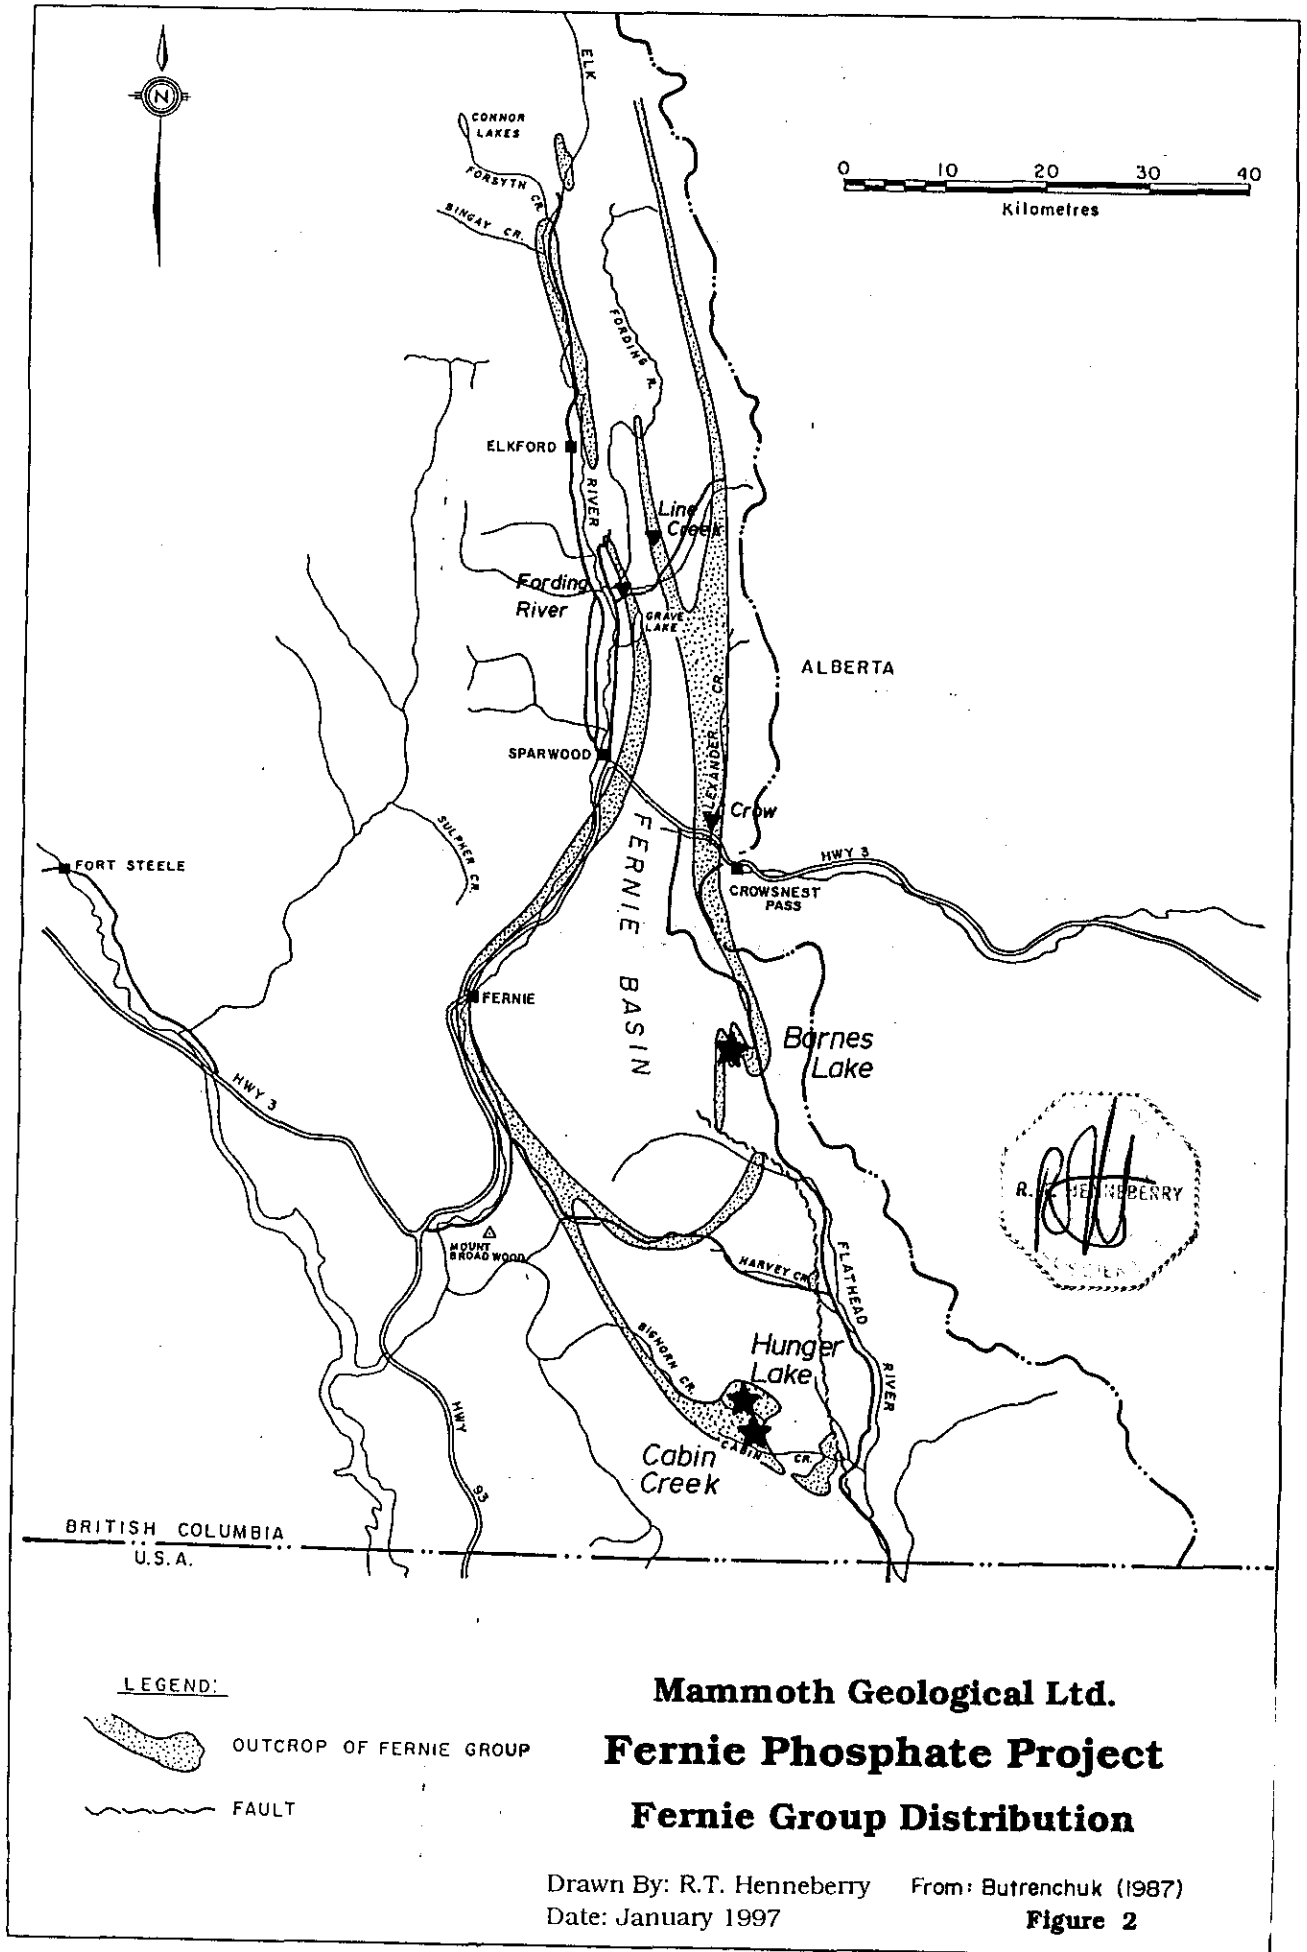 N
ELK
CONNOR
LAKES
FORSYTH CR.
BINGAY CR.
0 10 20 30 40
Kilometres
FORDING R.
ELKFORD
RIVER
Line
Creek
Fording
River
GRAVE
LAKE
ALBERTA
SPARWOOD
ALEXANDER CR.
Crow
SULPHER CR.
FERNIE BASIN
FORT STEELE
HWY 3
CROWSNEST
PASS
FERNIE
Barnes
Lake
HWY 3
R. HENNEBERRY
MOUNT
BROADWOOD
HARVEY CR.
FLATHEAD
RIVER
BIGHORN CR.
Hunger
Lake
HWY 93
Cabin
Creek
CABIN CR.
BRITISH COLUMBIA
U.S.A.
LEGEND:
OUTCROP OF FERNIE GROUP
FAULT
Mammoth Geological Ltd.
Fernie Phosphate Project
Fernie Group Distribution
Drawn By: R.T. Henneberry From: Butrenchuk (1987)
Date: January 1997 Figure 2